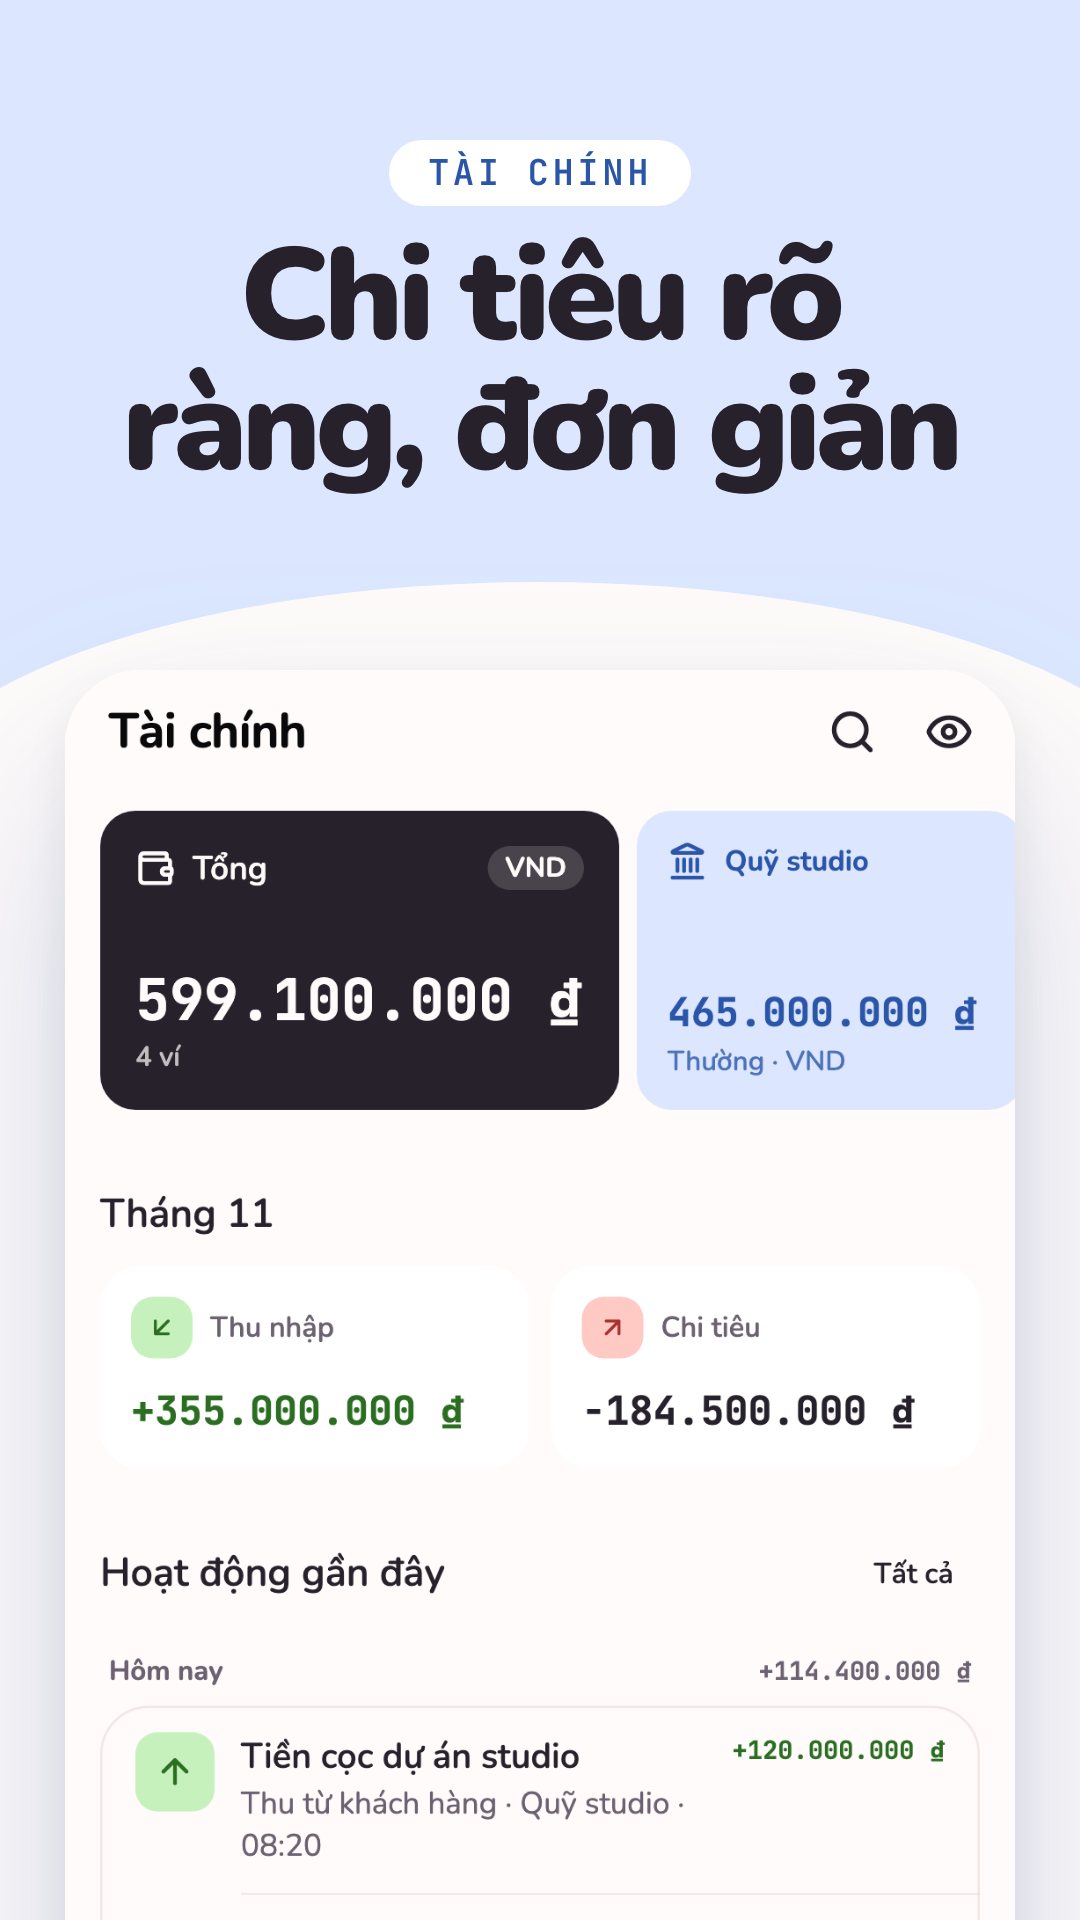 TÀI CHÍNH
Chi tiêu rõ
ràng, đơn giản
Tài chính
Tổng
VND
599.100.000 ₫
4 ví
Quỹ studio
465.000.000 ₫
Thường · VND
Tháng 11
Thu nhập
+355.000.000 ₫
Chi tiêu
-184.500.000 ₫
Hoạt động gần đây
Tất cả
Hôm nay
+114.400.000 ₫
Tiền cọc dự án studio
+120.000.000 ₫
Thu từ khách hàng · Quỹ studio ·
08:20